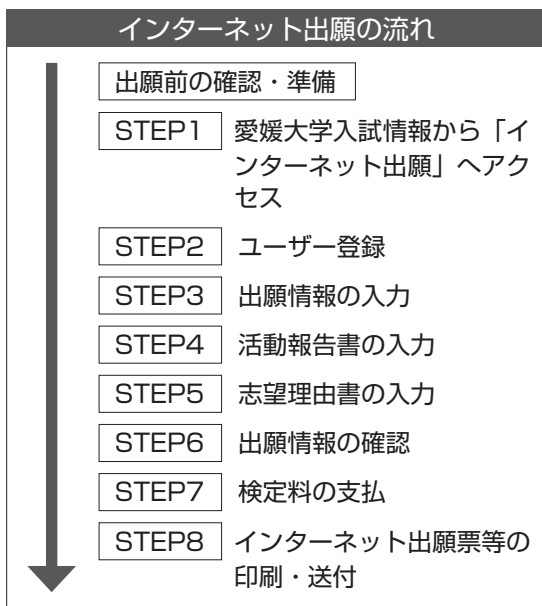 インターネット出願の流れ
出願前の確認・準備
STEP1 愛媛大学入試情報から「イ
ンターネット出願」へアク
セス
STEP2 ユーザー登録
STEP3 出願情報の入力
STEP4 活動報告書の入力
STEP5 志望理由書の入力
STEP6 出願情報の確認
STEP7 検定料の支払
STEP8 インターネット出願票等の
印刷・送付